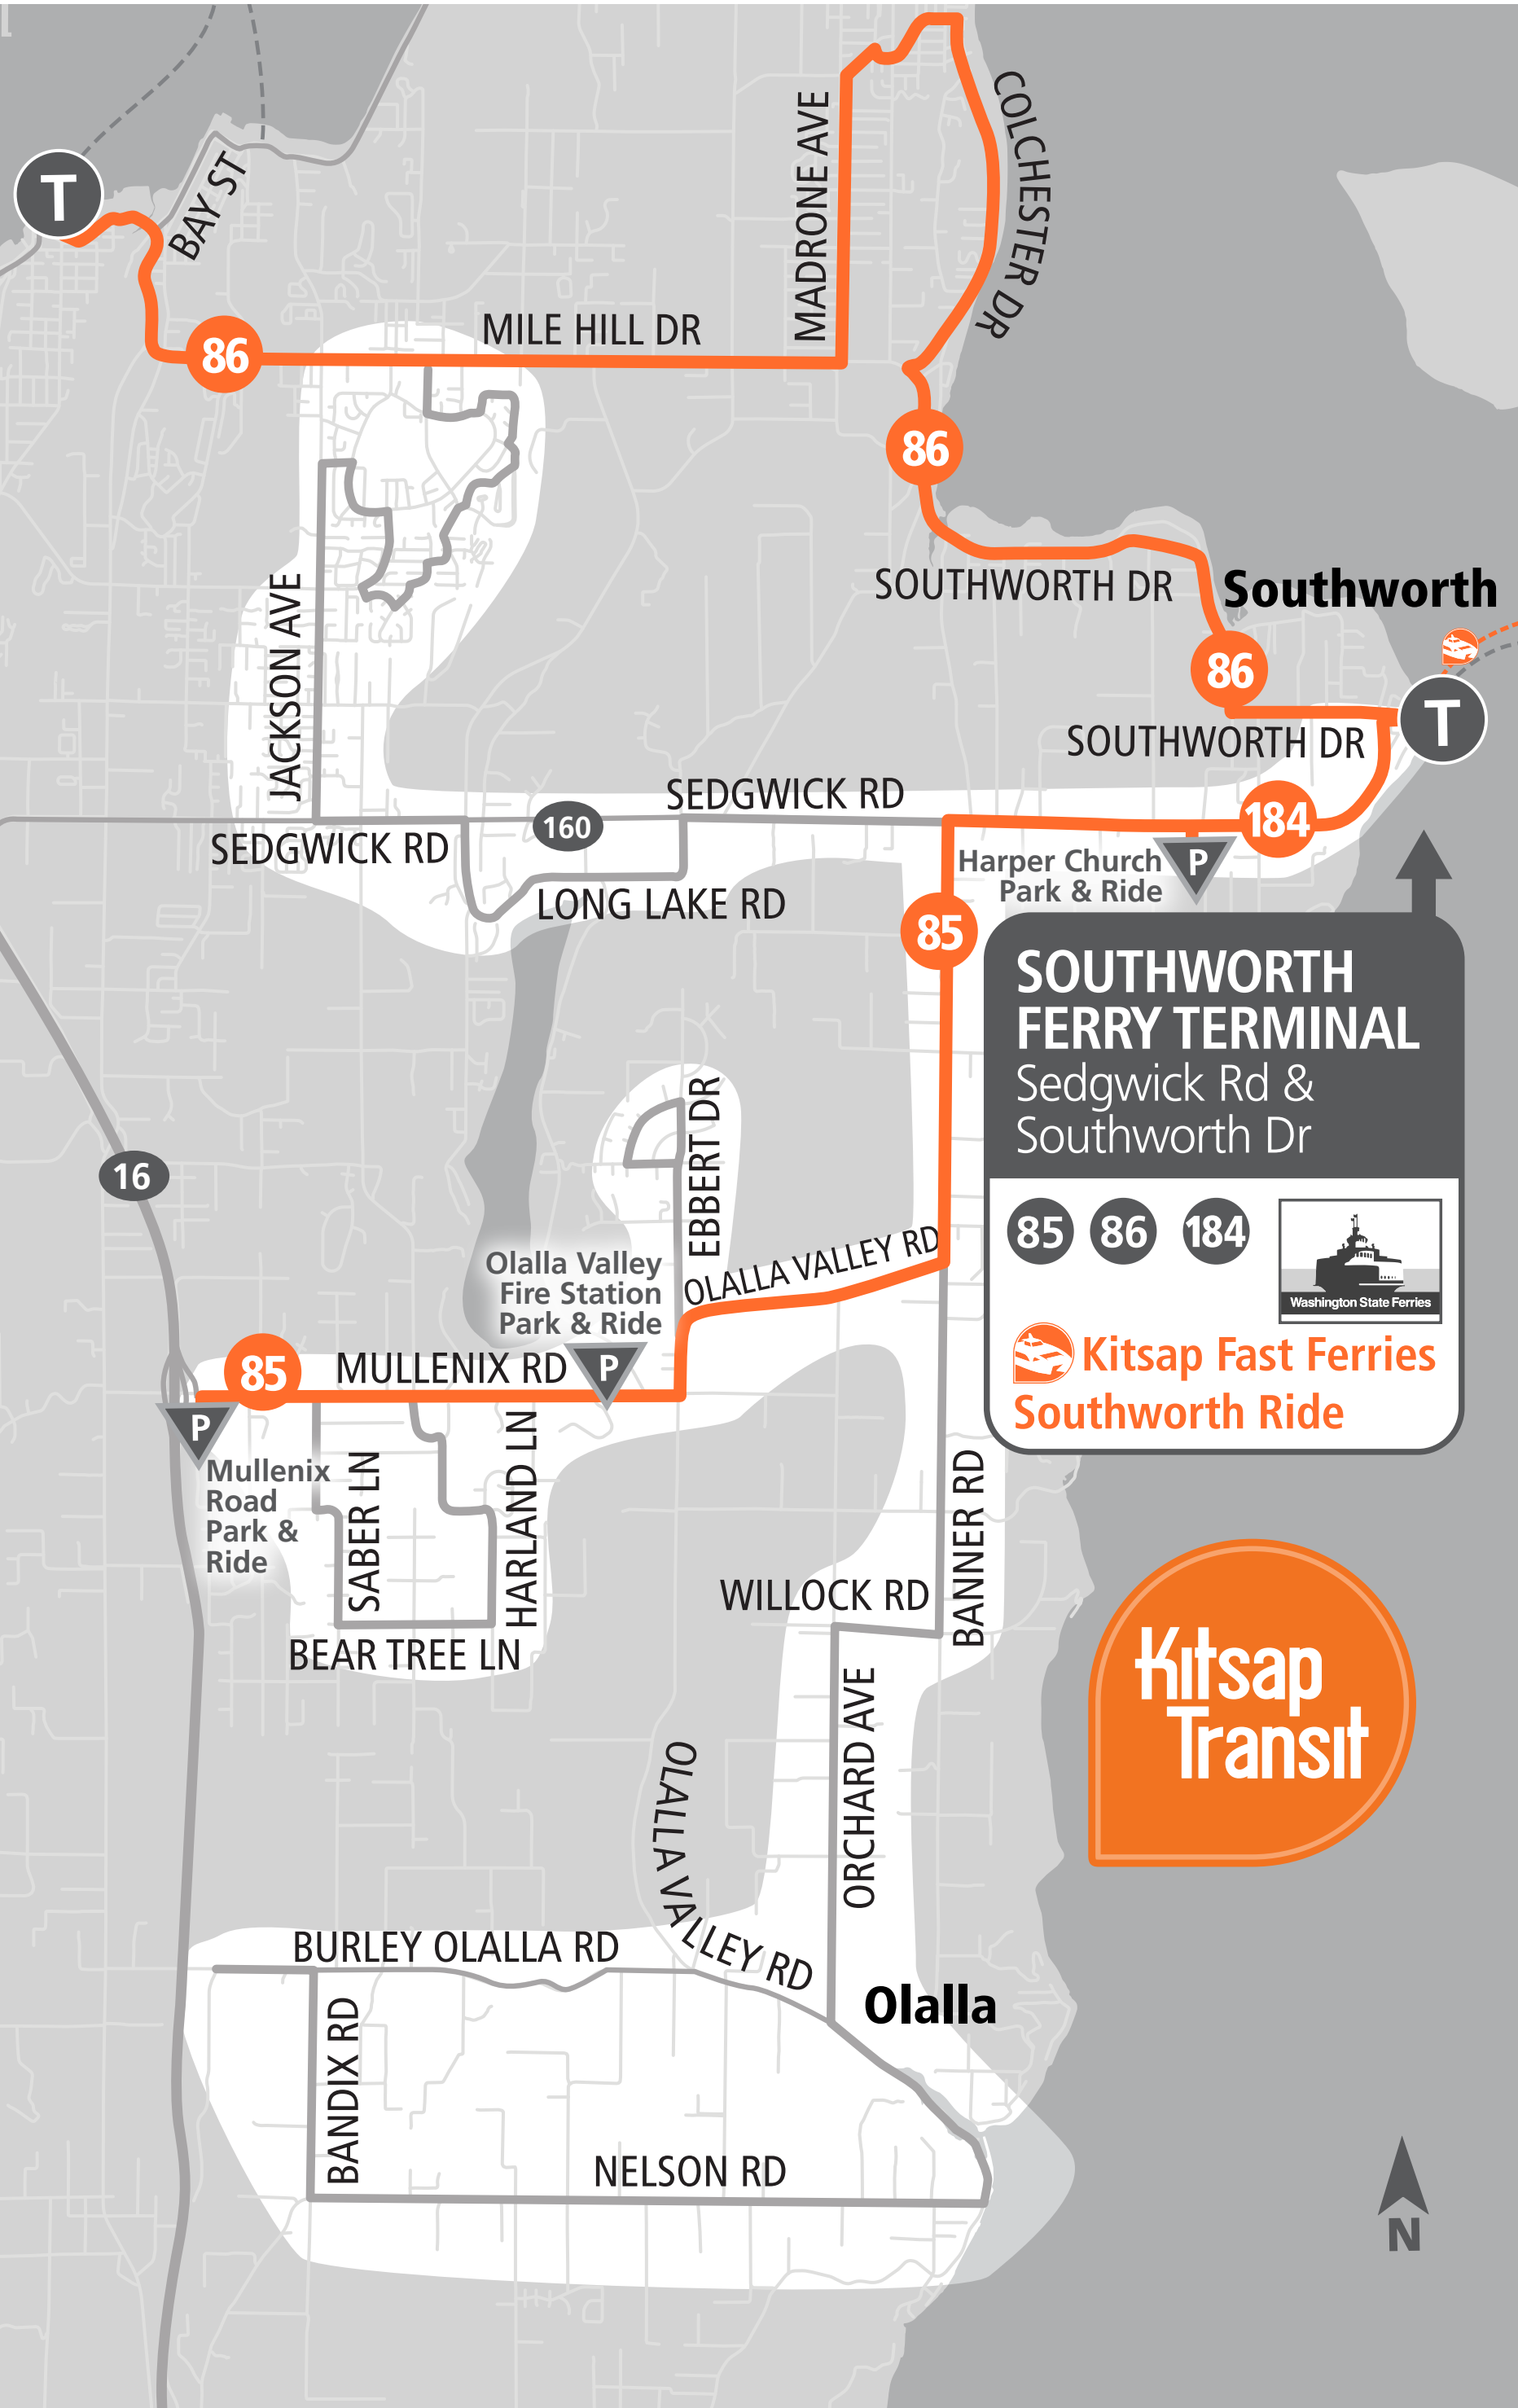 COLCHESTER DR
MADRONE AVE
T
BAY ST
MILE HILL DR
86
86
SOUTHWORTH DR
Southworth
JACKSON AVE
86
T
SOUTHWORTH DR
SEDGWICK RD
160
184
SEDGWICK RD
Harper Church
Park & Ride
P
LONG LAKE RD
85
SOUTHWORTH
FERRY TERMINAL
Sedgwick Rd &
Southworth Dr
85 86 184
Washington State Ferries
Kitsap Fast Ferries
Southworth Ride
16
EBBERT DR
Olalla Valley
Fire Station
Park & Ride
P
OLALLA VALLEY RD
85
MULLENIX RD
P
Mullenix
Road
Park &
Ride
SABER LN
HARLAND LN
BEAR TREE LN
BANNER RD
WILLOCK RD
Kitsap
Transit
ORCHARD AVE
OLALLA VALLEY RD
BURLEY OLALLA RD
Olalla
BANDIX RD
NELSON RD
N